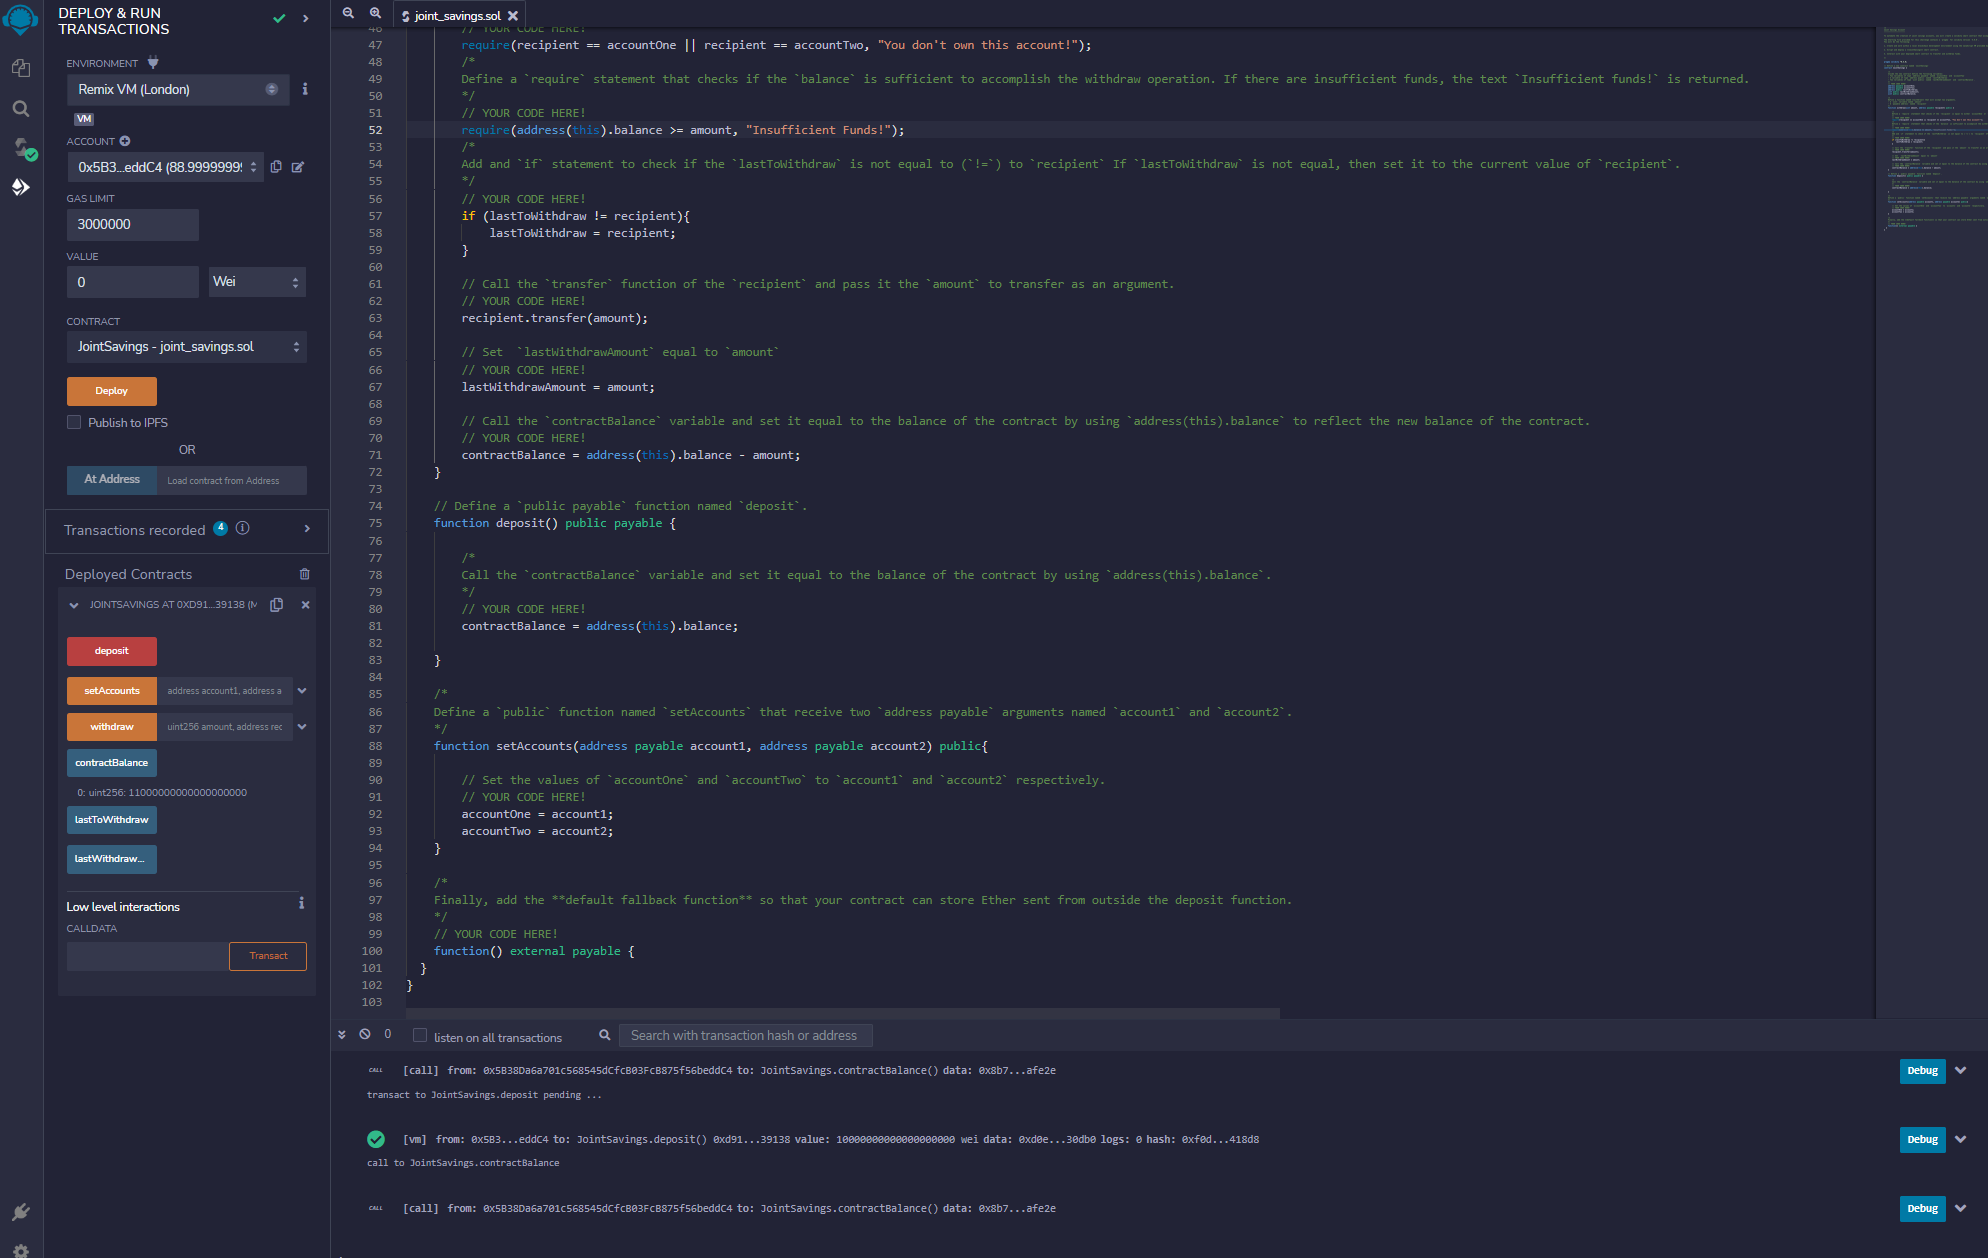 DEPLOY & RUN
TRANSACTIONS
ENVIRONMENT
Remix VM (London)
VM
ACCOUNT
0x5B3...eddC4 (88.99999999
GAS LIMIT
3000000
VALUE
0
Wei
CONTRACT
JointSavings - joint_savings.sol
Deploy
Publish to IPFS
OR
At Address Load contract from Address
Transactions recorded 4
Deployed Contracts
JOINTSAVINGS AT 0XD91...39138 (M
deposit
setAccounts address account1, address a
withdraw uint256 amount, address rec
contractBalance
0: uint256: 11000000000000000000
lastToWithdraw
lastWithdraw...
Low level interactions
CALLDATA
Transact
joint_savings.sol
46 // YOUR CODE HERE!
47 require(recipient == accountOne || recipient == accountTwo, "You don't own this account!");
48 /*
49 Define a `require` statement that checks if the `balance` is sufficient to accomplish the withdraw operation. If there are insufficient funds, the text `Insufficient funds!` is returned.
50 */
51 // YOUR CODE HERE!
52 require(address(this).balance >= amount, "Insufficient Funds!");
53 /*
54 Add and `if` statement to check if the `lastToWithdraw` is not equal to (`!=`) to `recipient` If `lastToWithdraw` is not equal, then set it to the current value of `recipient`.
55 */
56 // YOUR CODE HERE!
57 if (lastToWithdraw != recipient){
58 lastToWithdraw = recipient;
59 }
60
61 // Call the `transfer` function of the `recipient` and pass it the `amount` to transfer as an argument.
62 // YOUR CODE HERE!
63 recipient.transfer(amount);
64
65 // Set  `lastWithdrawAmount` equal to `amount`
66 // YOUR CODE HERE!
67 lastWithdrawAmount = amount;
68
69 // Call the `contractBalance` variable and set it equal to the balance of the contract by using `address(this).balance` to reflect the new balance of the contract.
70 // YOUR CODE HERE!
71 contractBalance = address(this).balance - amount;
72 }
73
74 // Define a `public payable` function named `deposit`.
75 function deposit() public payable {
76
77 /*
78 Call the `contractBalance` variable and set it equal to the balance of the contract by using `address(this).balance`.
79 */
80 // YOUR CODE HERE!
81 contractBalance = address(this).balance;
82
83 }
84
85 /*
86 Define a `public` function named `setAccounts` that receive two `address payable` arguments named `account1` and `account2`.
87 */
88 function setAccounts(address payable account1, address payable account2) public{
89
90 // Set the values of `accountOne` and `accountTwo` to `account1` and `account2` respectively.
91 // YOUR CODE HERE!
92 accountOne = account1;
93 accountTwo = account2;
94 }
95
96 /*
97 Finally, add the **default fallback function** so that your contract can store Ether sent from outside the deposit function.
98 */
99 // YOUR CODE HERE!
100 function() external payable {
101 }
102 }
103
0 listen on all transactions Search with transaction hash or address
CALL [call] from: 0x5B38Da6a701c568545dCfcB03FcB875f56beddC4 to: JointSavings.contractBalance() data: 0x8b7...afe2e Debug
transact to JointSavings.deposit pending ...
[vm] from: 0x5B3...eddC4 to: JointSavings.deposit() 0xd91...39138 value: 10000000000000000000 wei data: 0xd0e...30db0 logs: 0 hash: 0xf0d...418d8 Debug
call to JointSavings.contractBalance
CALL [call] from: 0x5B38Da6a701c568545dCfcB03FcB875f56beddC4 to: JointSavings.contractBalance() data: 0x8b7...afe2e Debug